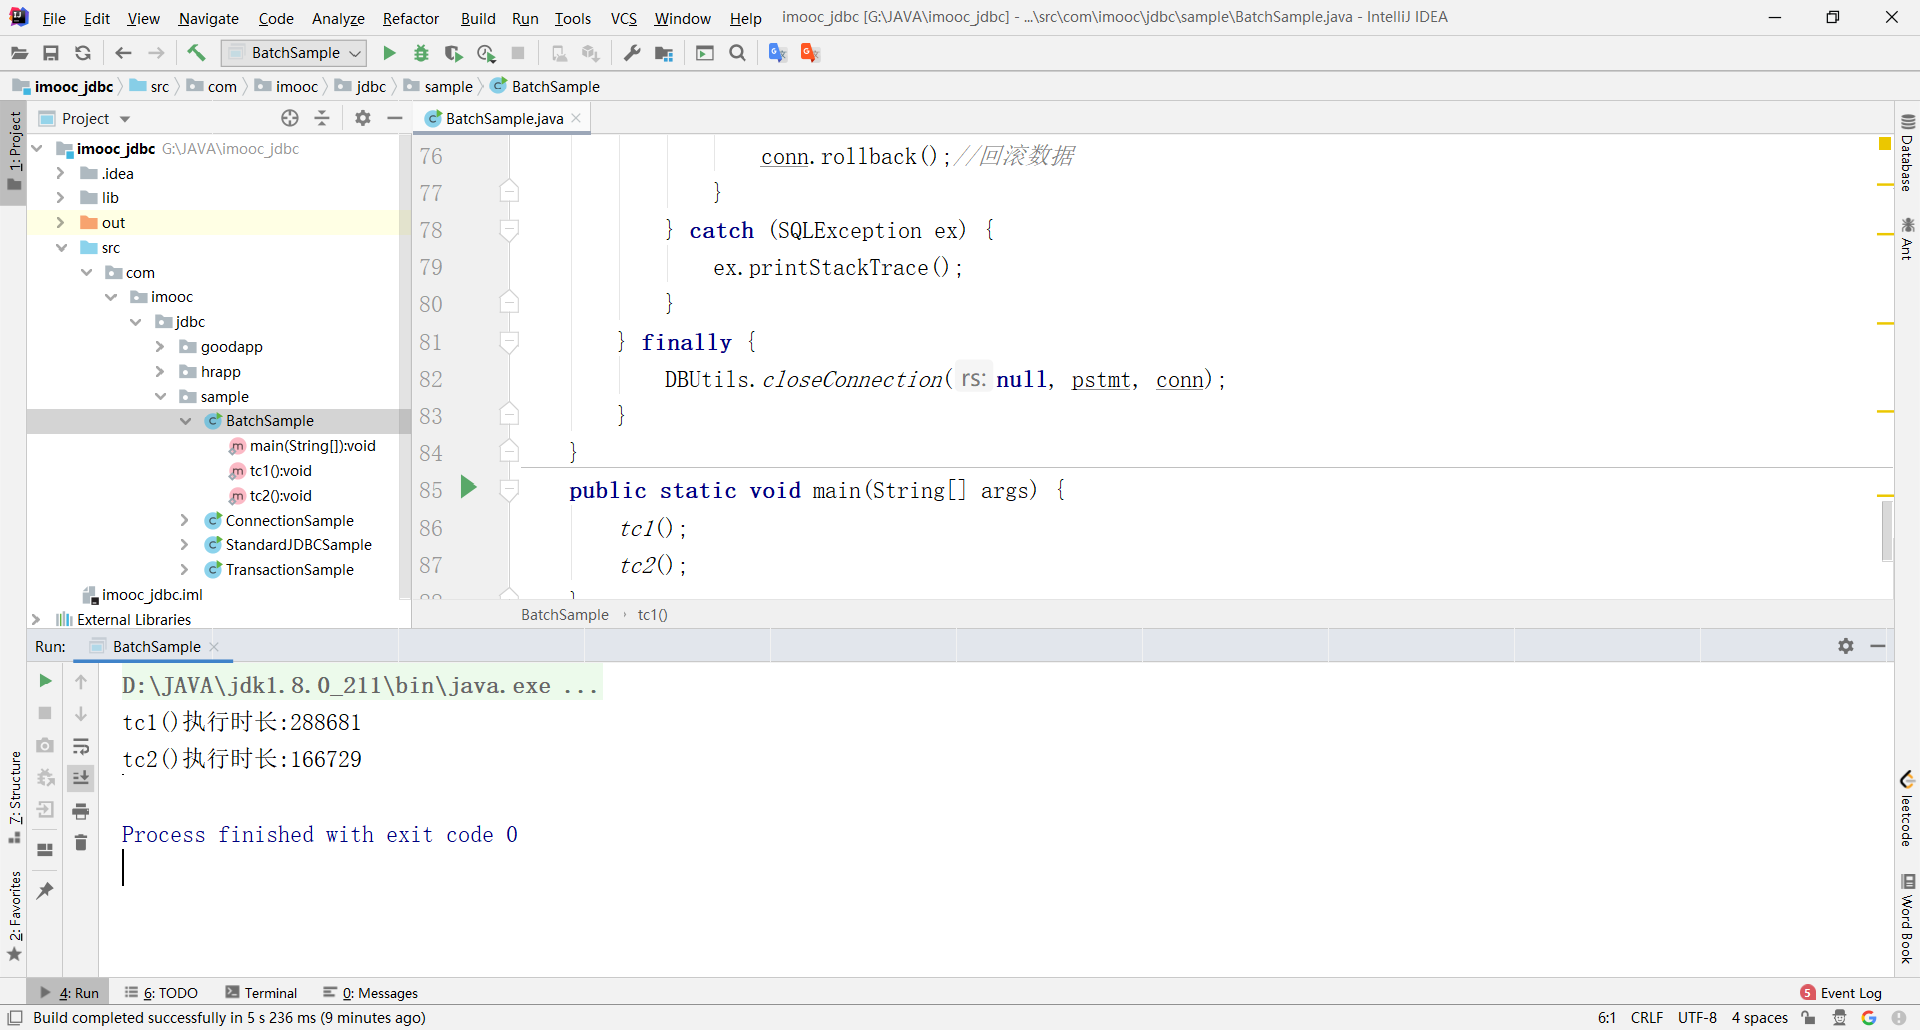 File Edit View Navigate Code Analyze Refactor Build Run Tools VCS Window Help imooc_jdbc [G:\JAVA\imooc_jdbc] - ...\src\com\imooc\jdbc\sample\BatchSample.java - IntelliJ IDEA
BatchSample
imooc_jdbc src com imooc jdbc sample BatchSample
1: Project
Project
BatchSample.java
imooc_jdbc G:\JAVA\imooc_jdbc
.idea
lib
out
src
com
imooc
jdbc
goodapp
hrapp
sample
BatchSample
main(String[]):void
tc1():void
tc2():void
ConnectionSample
StandardJDBCSample
TransactionSample
imooc_jdbc.iml
External Libraries
76 conn.rollback();//回滚数据
77 }
78 } catch (SQLException ex) {
79 ex.printStackTrace();
80 }
81 } finally {
82 DBUtils.closeConnection( rs: null, pstmt, conn);
83 }
84 }
85 public static void main(String[] args) {
86 tc1();
87 tc2();
88 }
BatchSample › tc1()
Database
Ant
leetcode
Word Book
Run: BatchSample
D:\JAVA\jdk1.8.0_211\bin\java.exe ...
tc1()执行时长:288681
tc2()执行时长:166729
Process finished with exit code 0
7: Structure
2: Favorites
4: Run 6: TODO Terminal 0: Messages 5 Event Log
Build completed successfully in 5 s 236 ms (9 minutes ago) 6:1 CRLF UTF-8 4 spaces